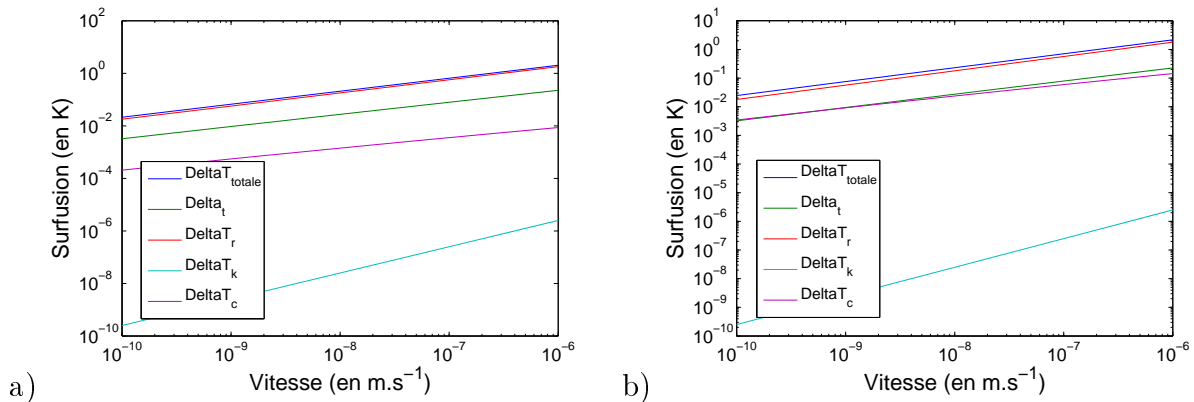 a)
Surfusion (en K)
10^2
10^0
10^−2
10^−4
10^−6
10^−8
10^−10
DeltaT_totale
Delta_t
DeltaT_r
DeltaT_k
DeltaT_c
10^−10
10^−9
10^−8
10^−7
10^−6
Vitesse (en m.s^−1)
b)
Surfusion (en K)
10^1
10^0
10^−1
10^−2
10^−3
10^−4
10^−5
10^−6
10^−7
10^−8
10^−9
10^−10
DeltaT_totale
Delta_t
DeltaT_r
DeltaT_k
DeltaT_c
10^−10
10^−9
10^−8
10^−7
10^−6
Vitesse (en m.s^−1)